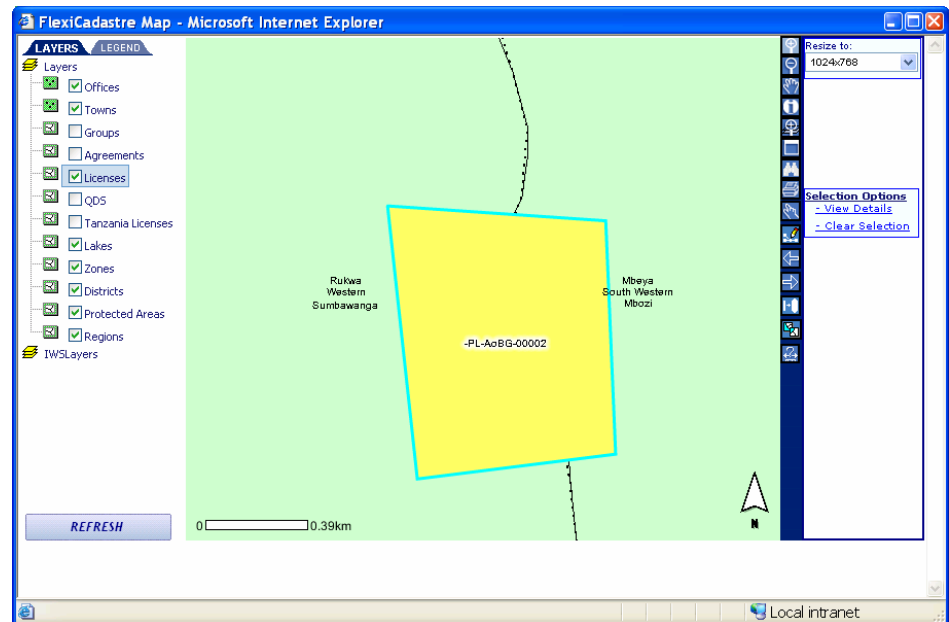 FlexiCadastre Map - Microsoft Internet Explorer
LAYERS LEGEND
Layers
Offices
Towns
Groups
Agreements
Licenses
QDS
Tanzania Licenses
Lakes
Zones
Districts
Protected Areas
Regions
IWSLayers
REFRESH
Rukwa
Western
Sumbawanga
Mbeya
South Western
Mbozi
-PL-AoBG-00002
0 0.39km
N
Resize to:
1024x768
Selection Options
- View Details
- Clear Selection
Local intranet